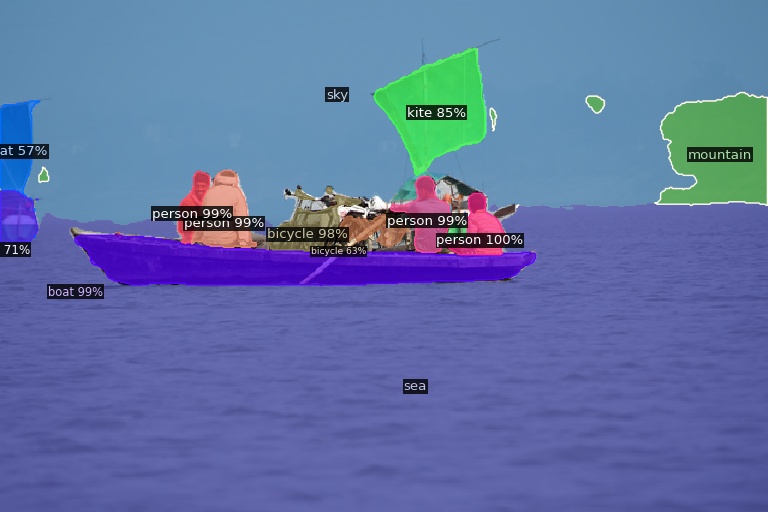 sky
kite 85%
at 57%
mountain
person 99%
person 99%
person 99%
bicycle 98%
person 100%
71%
bicycle 63%
boat 99%
sea